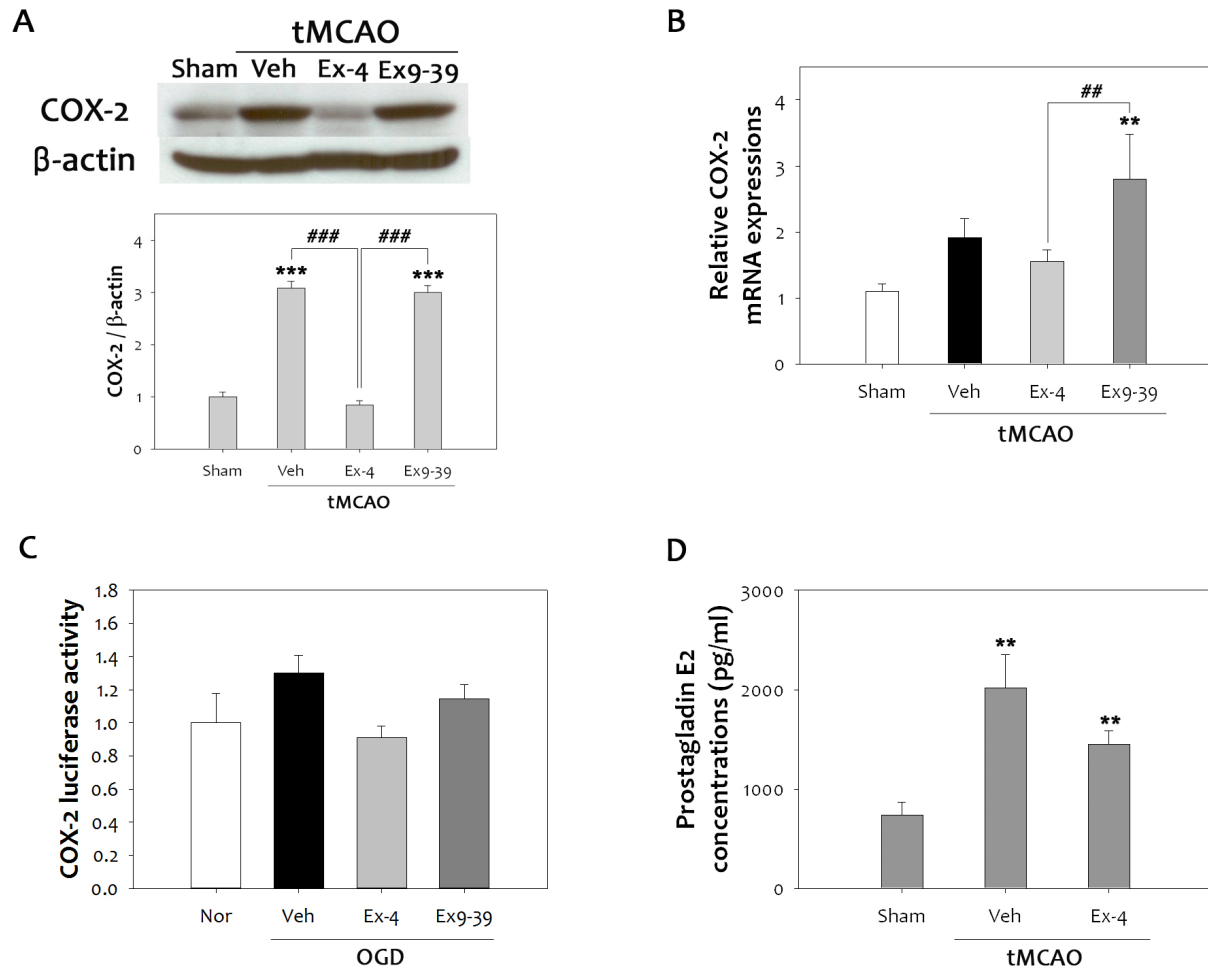 A
tMCAO
Sham Veh Ex-4 Ex9-39
COX-2
β-actin
COX-2 / β-actin
4
3
2
1
0
### ###
*** ***
Sham Veh Ex-4 Ex9-39
tMCAO
B
Relative COX-2
mRNA expressions
4
3
2
1
0
##
**
Sham Veh Ex-4 Ex9-39
tMCAO
C
COX-2 luciferase activity
1.8
1.6
1.4
1.2
1.0
0.8
0.6
0.4
0.2
0.0
Nor Veh Ex-4 Ex9-39
OGD
D
Prostagladin E2
concentrations (pg/ml)
3000
2000
1000
0
**
**
Sham Veh Ex-4
tMCAO